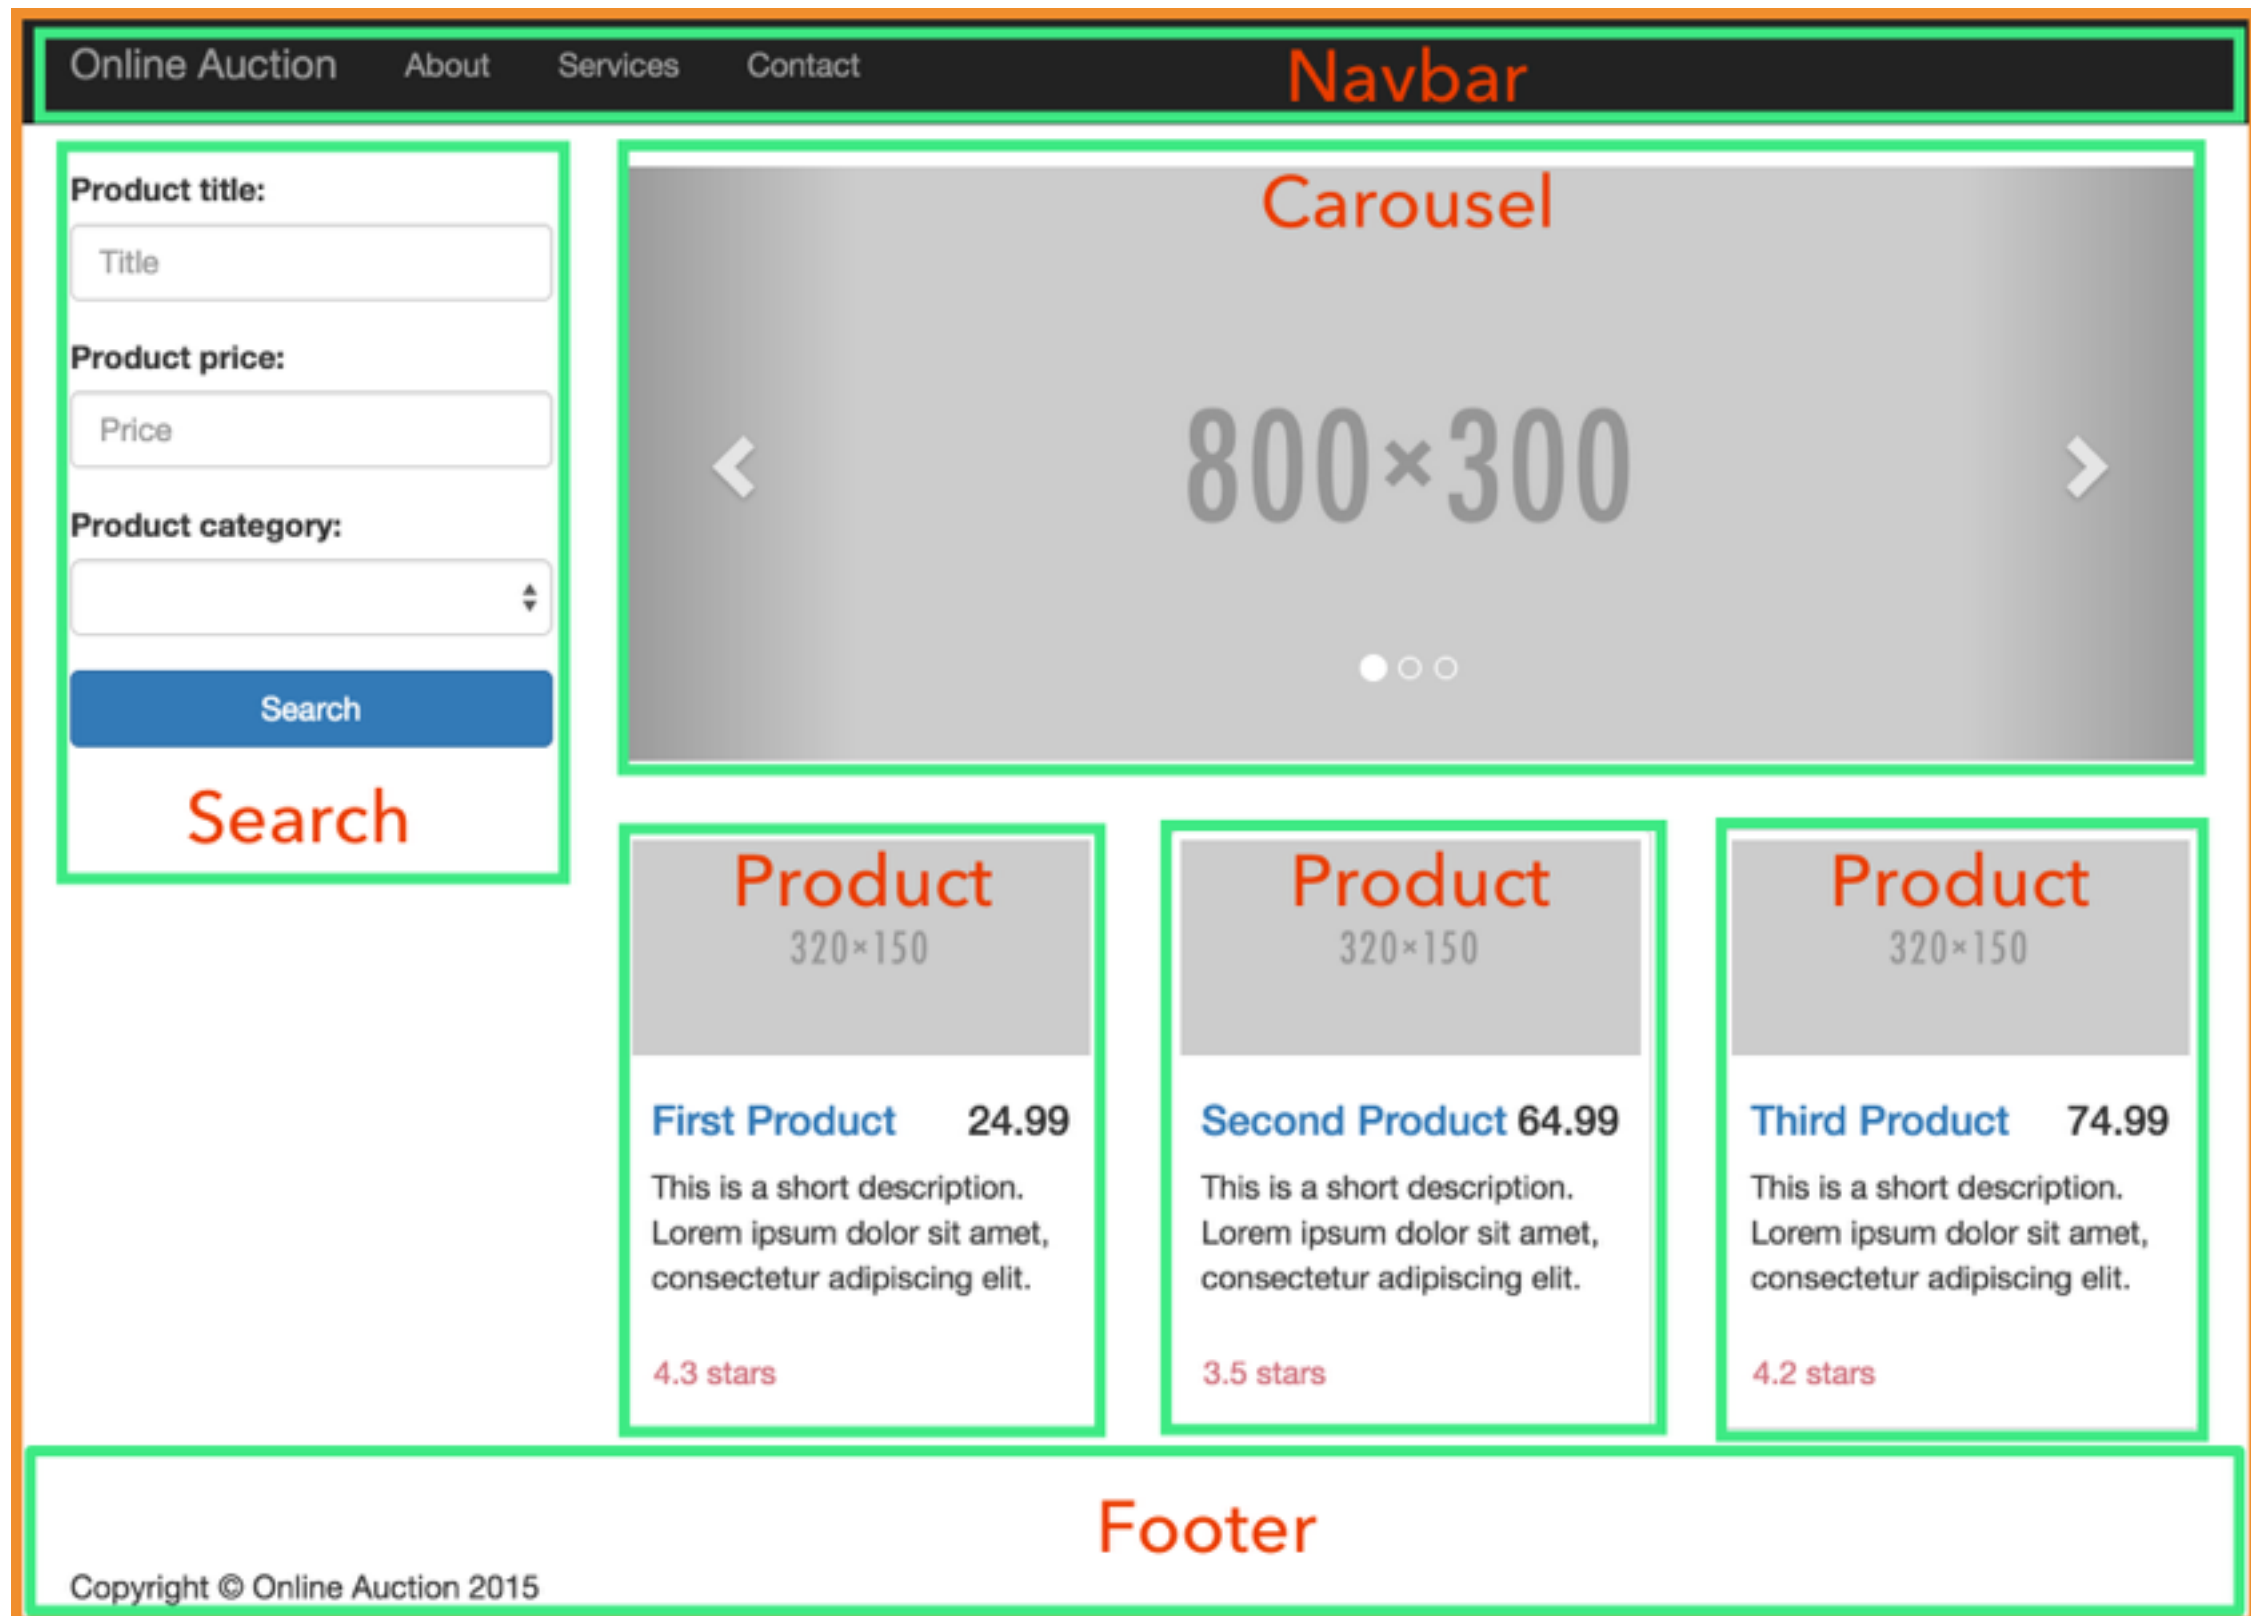 Online Auction About Services Contact
Navbar
Product title:
Title
Product price:
Price
Product category:
Search
Search
Carousel
800×300
Product
320×150
First Product 24.99
This is a short description.
Lorem ipsum dolor sit amet,
consectetur adipiscing elit.
4.3 stars
Product
320×150
Second Product 64.99
This is a short description.
Lorem ipsum dolor sit amet,
consectetur adipiscing elit.
3.5 stars
Product
320×150
Third Product 74.99
This is a short description.
Lorem ipsum dolor sit amet,
consectetur adipiscing elit.
4.2 stars
Footer
Copyright © Online Auction 2015